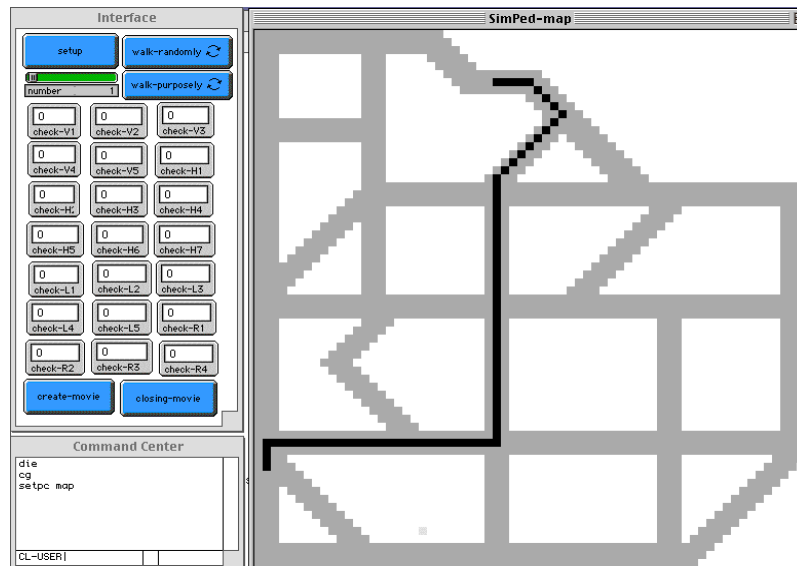 Interface
SimPed-map
setup
walk-randomly
number 1
walk-purposely
0 0 0
check-V1 check-V2 check-V3
0 0 0
check-V4 check-V5 check-H1
0 0 0
check-H2 check-H3 check-H4
0 0 0
check-H5 check-H6 check-H7
0 0 0
check-L1 check-L2 check-L3
0 0 0
check-L4 check-L5 check-R1
0 0 0
check-R2 check-R3 check-R4
create-movie closing-movie
Command Center
die
cg
setpc map
CL-USER